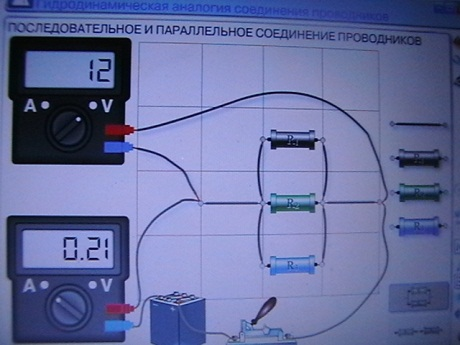 Гидродинамическая аналогия соединения проводников
ПОСЛЕДОВАТЕЛЬНОЕ И ПАРАЛЛЕЛЬНОЕ СОЕДИНЕНИЕ ПРОВОДНИКОВ
12
A V
R
R
0.21
R
A V